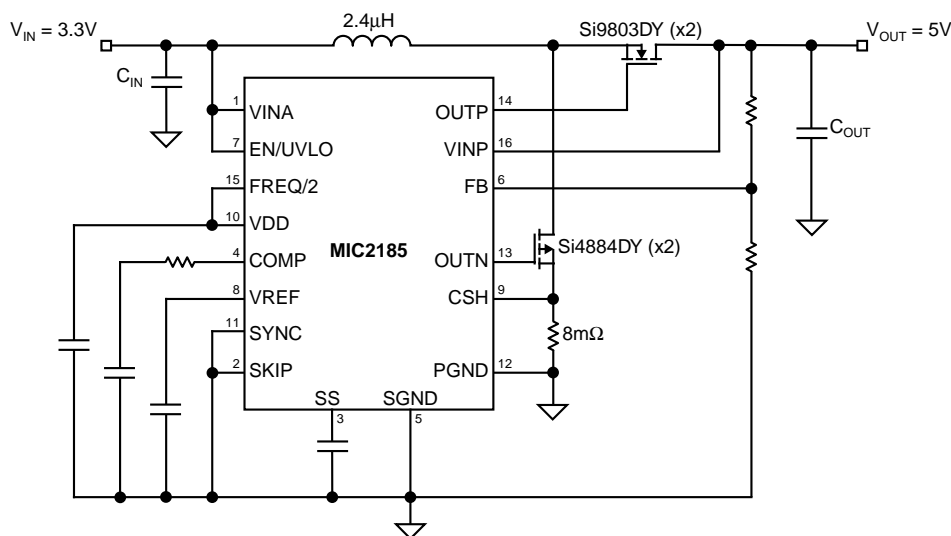 2.4μH
Si9803DY (x2)
V_IN = 3.3V
V_OUT = 5V
C_IN
1
VINA
OUTP
14
C_OUT
7
EN/UVLO
VINP
16
15
FREQ/2
FB
6
10
VDD
MIC2185
Si4884DY (x2)
4
COMP
OUTN
13
8
VREF
CSH
9
11
SYNC
8mΩ
2
SKIP
PGND
12
SS
SGND
3
5